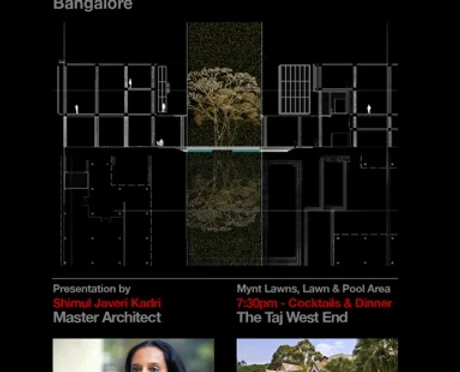 Bangalore
Presentation by
Shimul Javeri Kadri
Master Architect
Mynt Lawns, Lawn & Pool Area
7:30pm - Cocktails & Dinner
The Taj West End